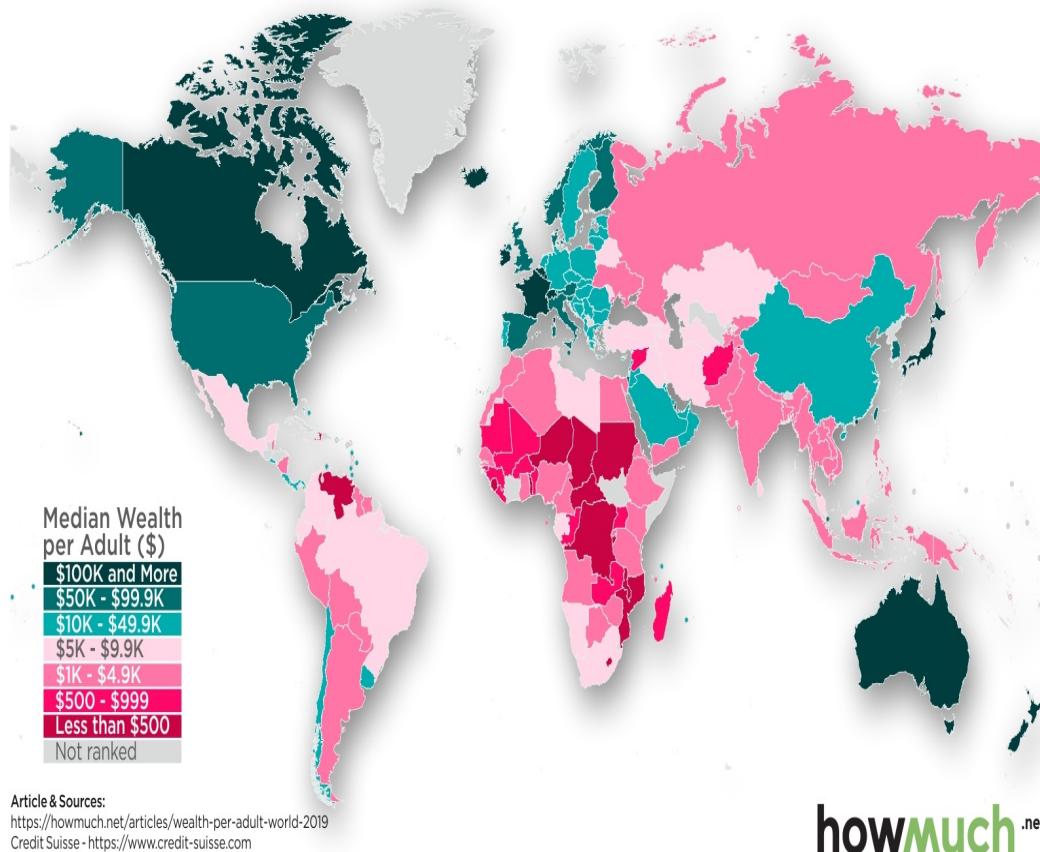 Median Wealth
per Adult ($)
$100K and More
$50K - $99.9K
$10K - $49.9K
$5K - $9.9K
$1K - $4.9K
$500 - $999
Less than $500
Not ranked
Article & Sources:
https://howmuch.net/articles/wealth-per-adult-world-2019
Credit Suisse - https://www.credit-suisse.com
howmuch .ne